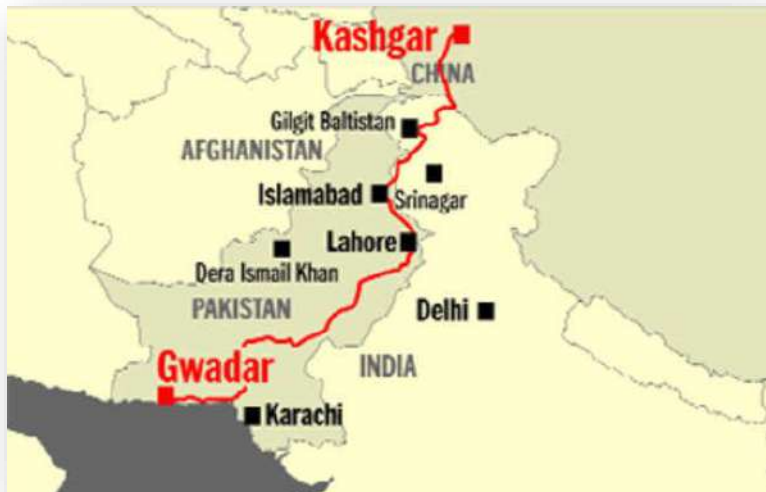 Kashgar
CHINA
Gilgit Baltistan
AFGHANISTAN
Islamabad
Srinagar
Lahore
Dera Ismail Khan
PAKISTAN
Delhi
Gwadar
INDIA
Karachi